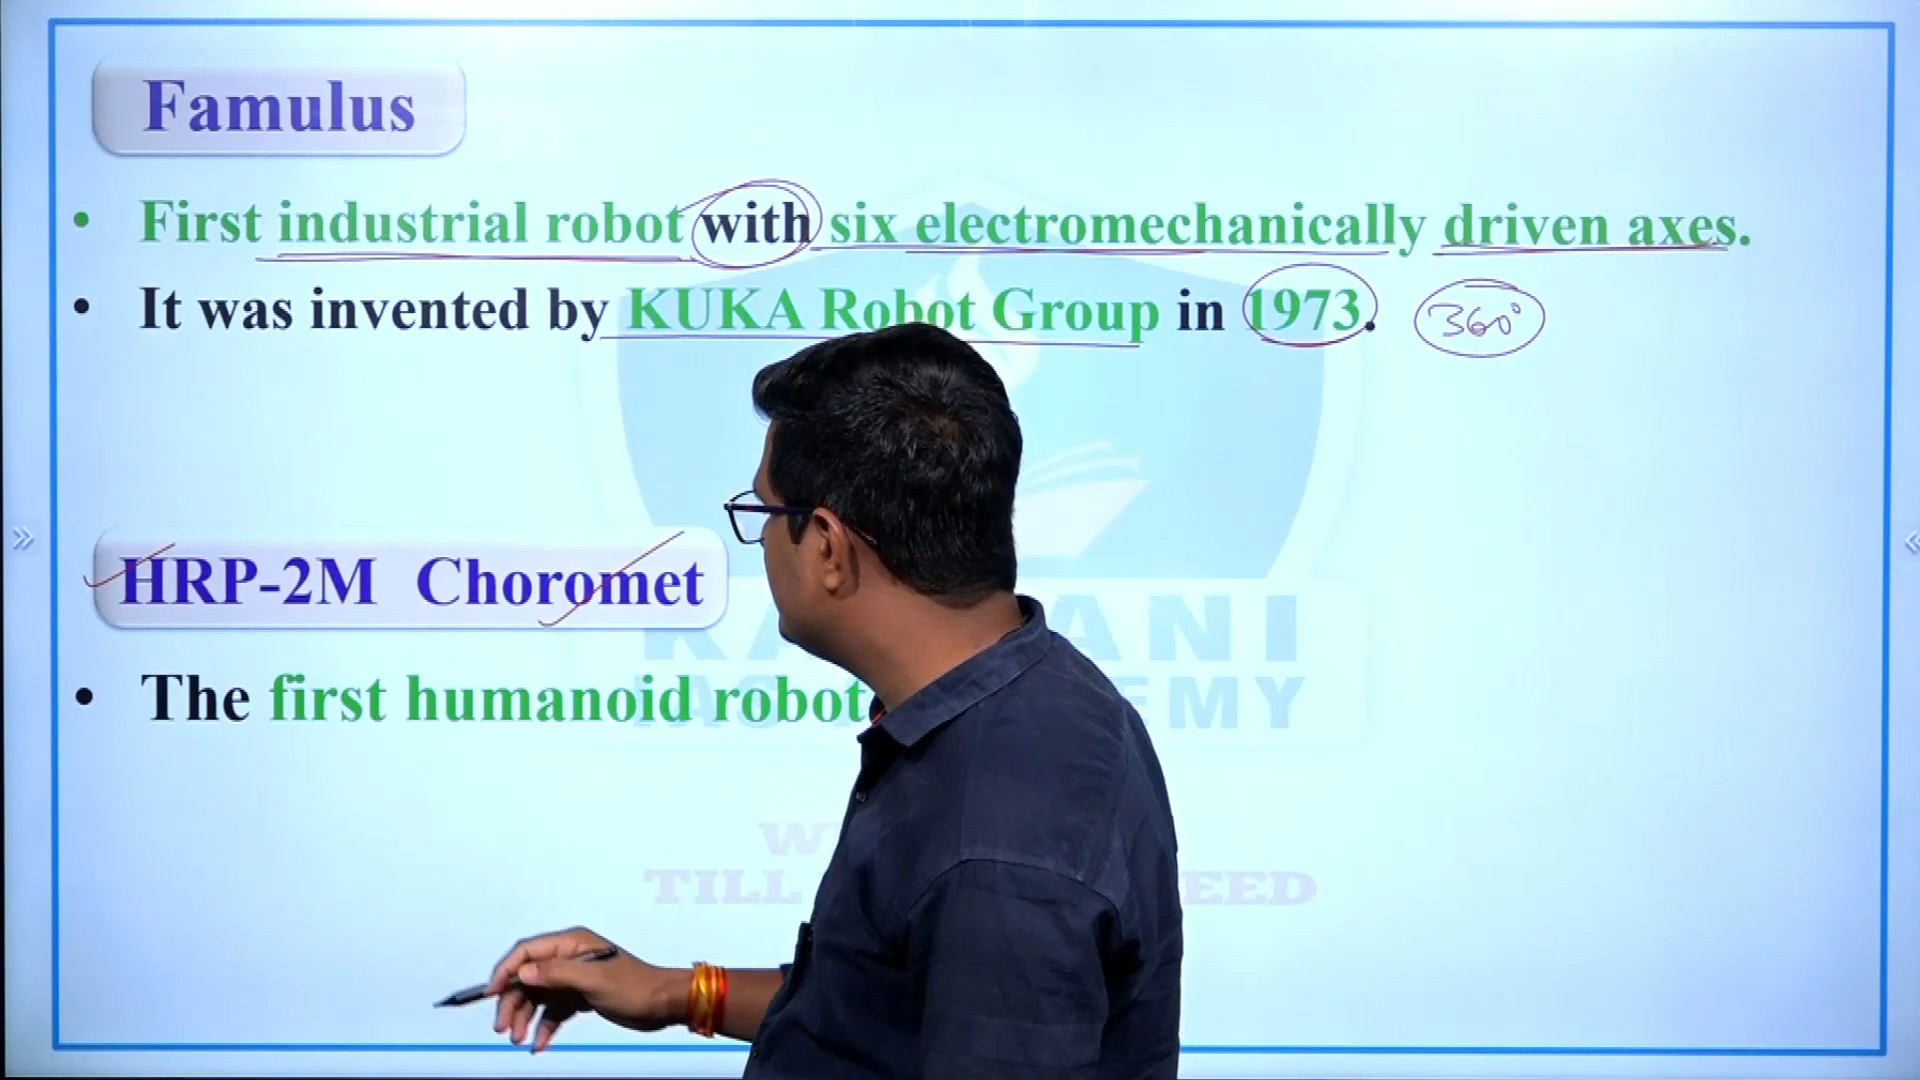 Famulus
• First industrial robot with six electromechanically driven axes.
• It was invented by KUKA Robot Group in 1973. 360°
HRP-2M Choromet
• The first humanoid robot
TILL